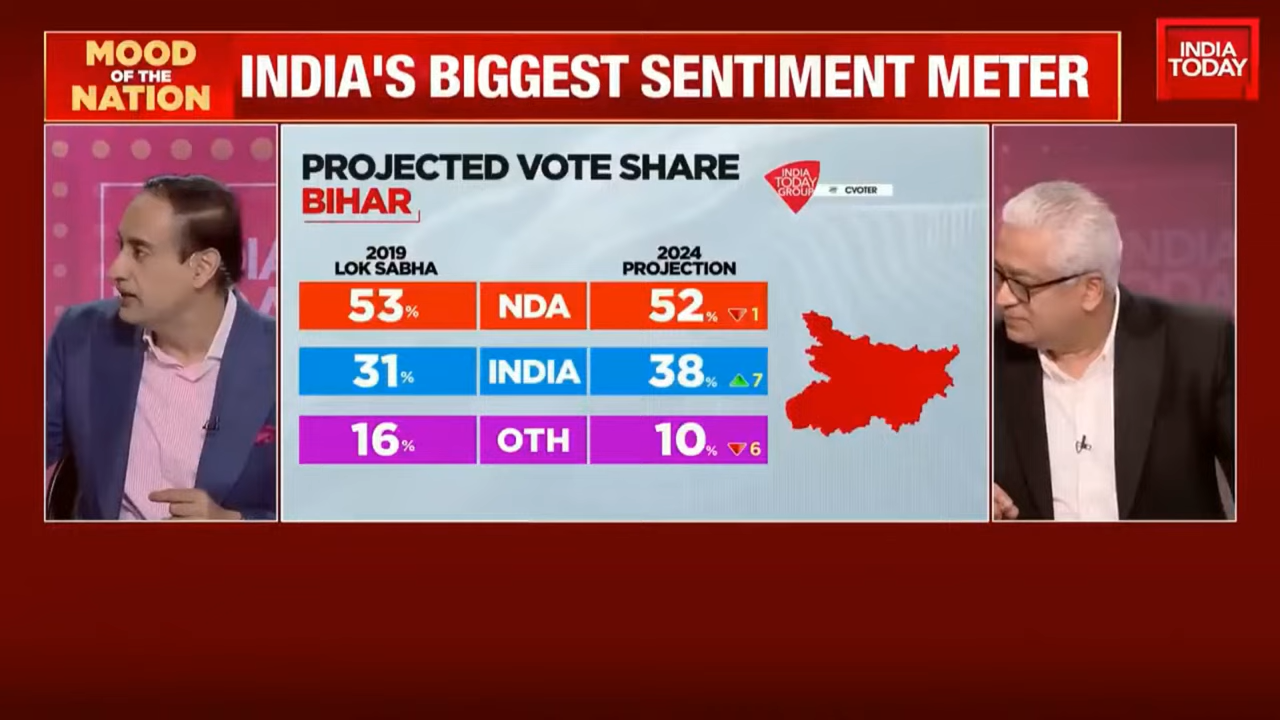 MOOD
OF THE
NATION
INDIA'S BIGGEST SENTIMENT METER
INDIA
TODAY
PROJECTED VOTE SHARE
BIHAR
INDIA
TODAY
GROUP
CVOTER
2019
LOK SABHA
2024
PROJECTION
53% NDA 52% 1
31% INDIA 38% 7
16% OTH 10% 6